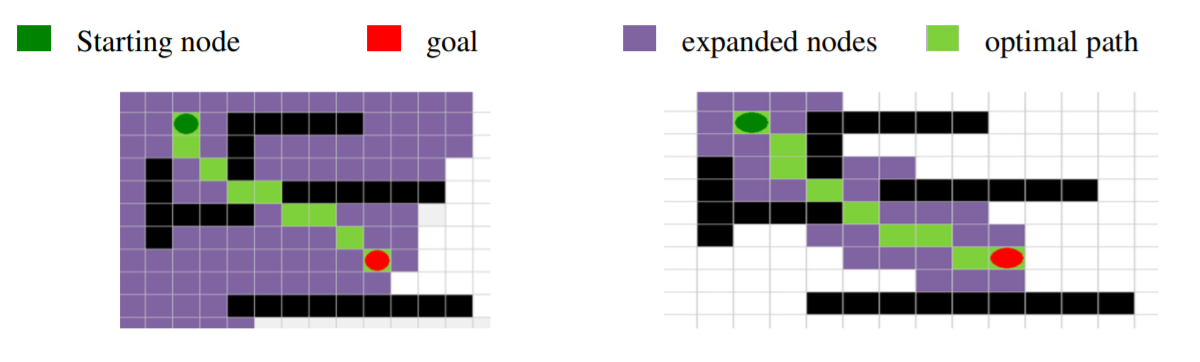 Starting node
goal
expanded nodes
optimal path